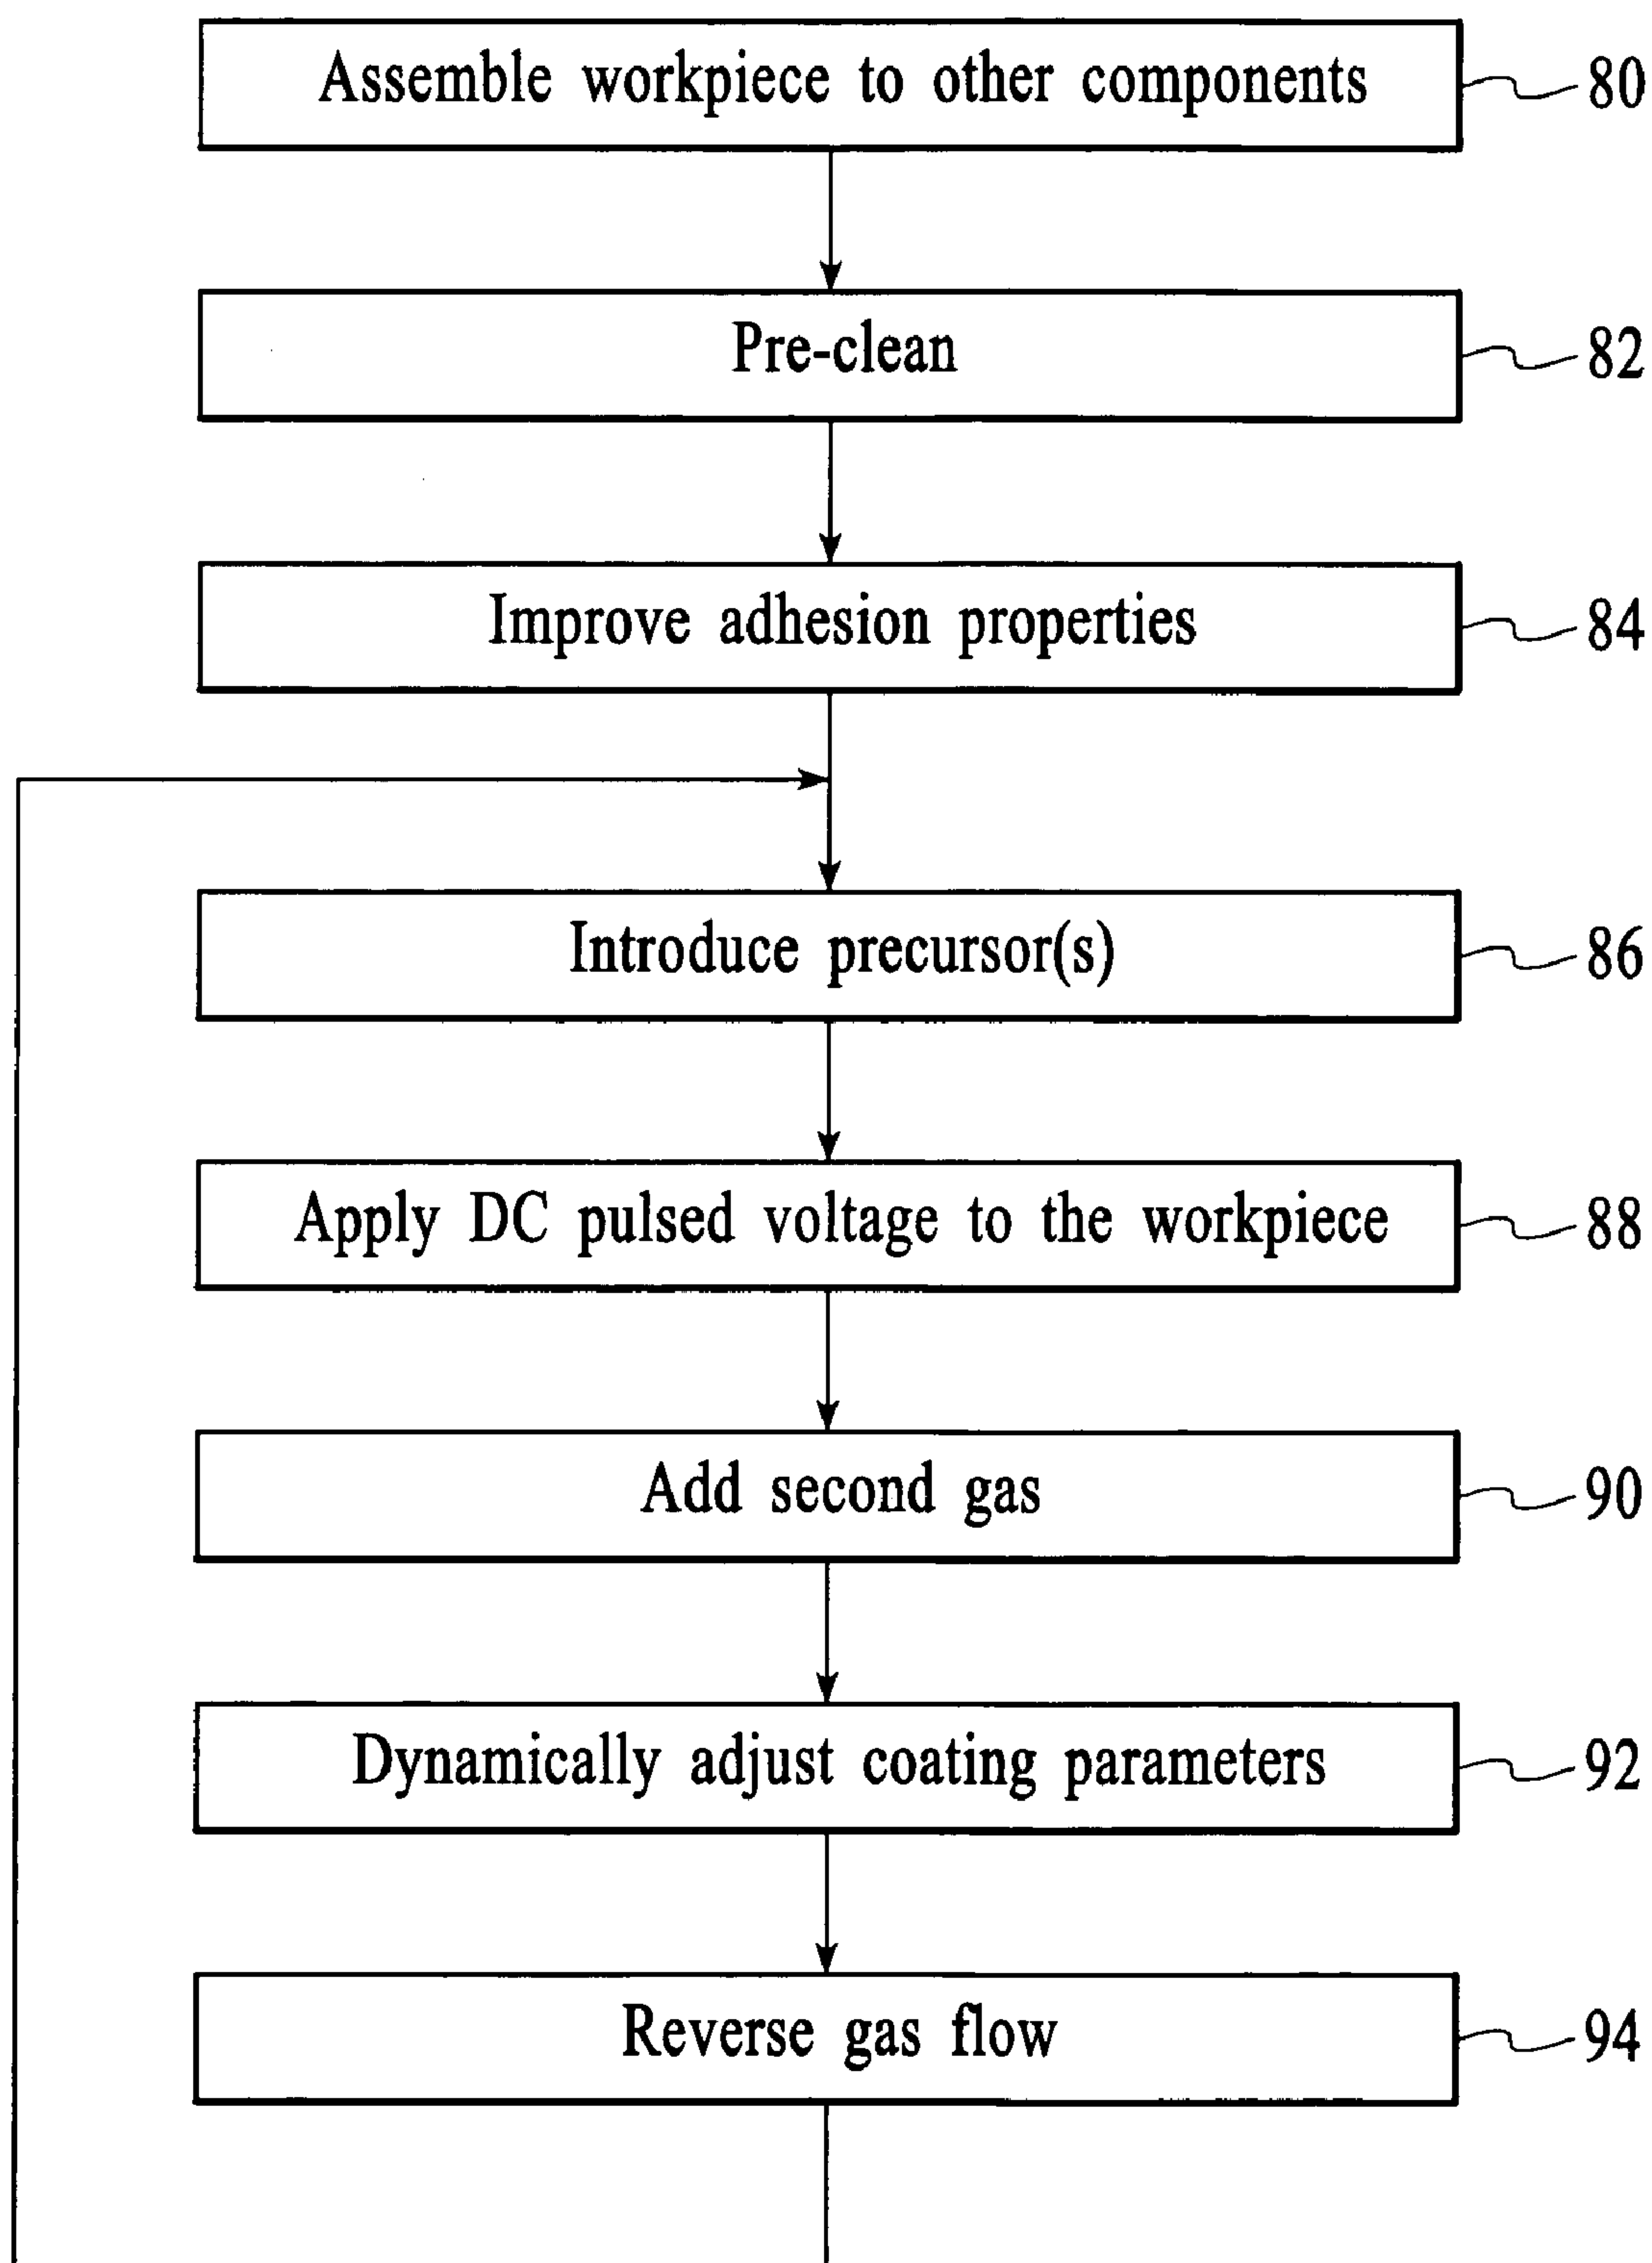 Assemble workpiece to other components 80
Pre-clean 82
Improve adhesion properties 84
Introduce precursor(s) 86
Apply DC pulsed voltage to the workpiece 88
Add second gas 90
Dynamically adjust coating parameters 92
Reverse gas flow 94